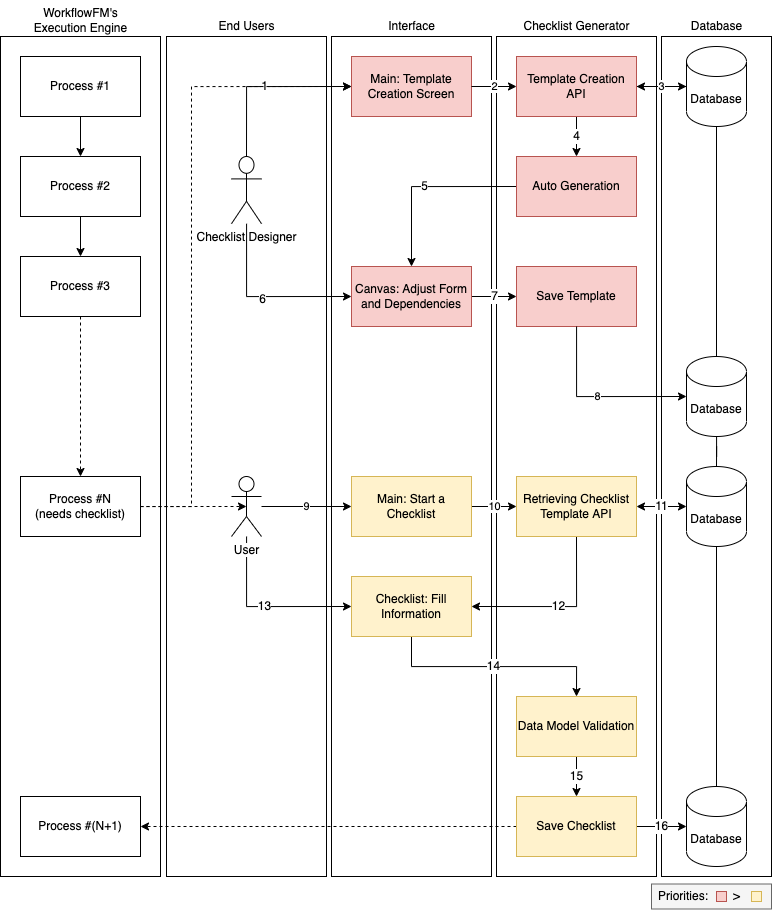 WorkflowFM's
Execution Engine
End Users
Interface
Checklist Generator
Database
Process #1
1
Main: Template
Creation Screen
2
Template Creation
API
3
Database
4
Process #2
Checklist Designer
5
Auto Generation
Process #3
6
Canvas: Adjust Form
and Dependencies
7
Save Template
8
Database
Process #N
(needs checklist)
User
9
Main: Start a
Checklist
10
Retrieving Checklist
Template API
11
Database
13
Checklist: Fill
Information
12
14
Data Model Validation
15
Process #(N+1)
Save Checklist
16
Database
Priorities: >